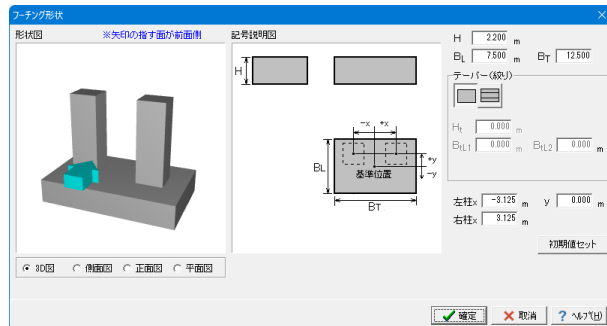 フーチング形状
形状図 ※矢印の指す面が前面側
記号説明図
H
-x +x
+y
-y
BL
基準位置
BT
3D図 側面図 正面図 平面図
H 2.200 m
BL 7.500 m BT 12.500
テーパー(絞り)
Ht 0.000 m
BtL1 0.000 m BtL2 0.000 m
左柱x -3.125 m y 0.000 m
右柱x 3.125 m
初期値セット
確定 取消 ? ヘルプ(H)